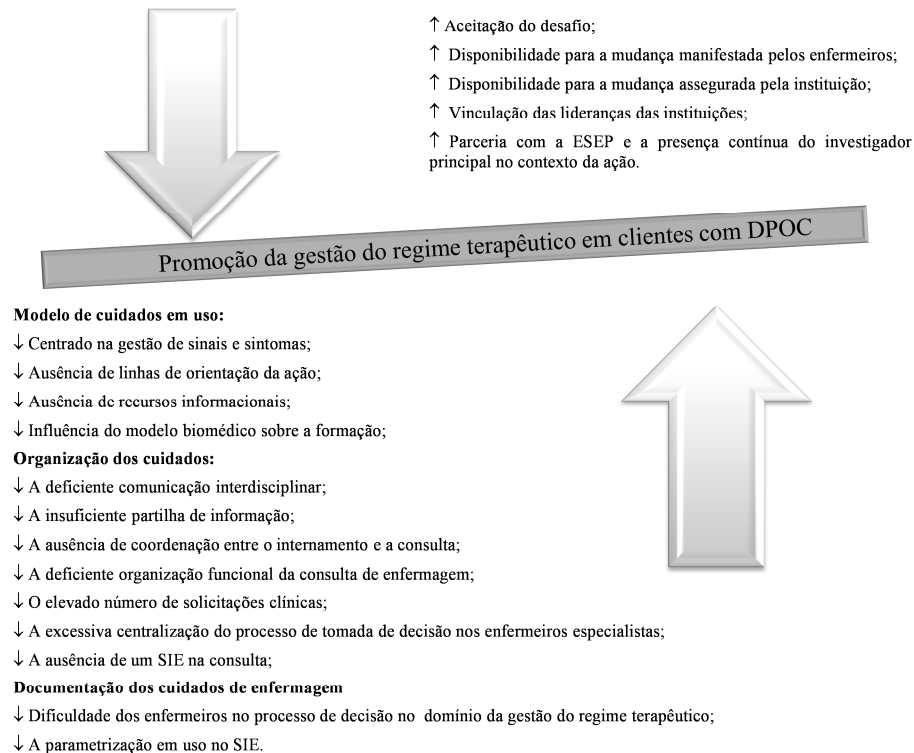 ↑ Aceitação do desafio;
↑ Disponibilidade para a mudança manifestada pelos enfermeiros;
↑ Disponibilidade para a mudança assegurada pela instituição;
↑ Vinculação das lideranças das instituições;
↑ Parceria com a ESEP e a presença contínua do investigador
principal no contexto da ação.
Promoção da gestão do regime terapêutico em clientes com DPOC
Modelo de cuidados em uso:
↓ Centrado na gestão de sinais e sintomas;
↓ Ausência de linhas de orientação da ação;
↓ Ausência de recursos informacionais;
↓ Influência do modelo biomédico sobre a formação;
Organização dos cuidados:
↓ A deficiente comunicação interdisciplinar;
↓ A insuficiente partilha de informação;
↓ A ausência de coordenação entre o internamento e a consulta;
↓ A deficiente organização funcional da consulta de enfermagem;
↓ O elevado número de solicitações clínicas;
↓ A excessiva centralização do processo de tomada de decisão nos enfermeiros especialistas;
↓ A ausência de um SIE na consulta;
Documentação dos cuidados de enfermagem
↓ Dificuldade dos enfermeiros no processo de decisão no domínio da gestão do regime terapêutico;
↓ A parametrização em uso no SIE.